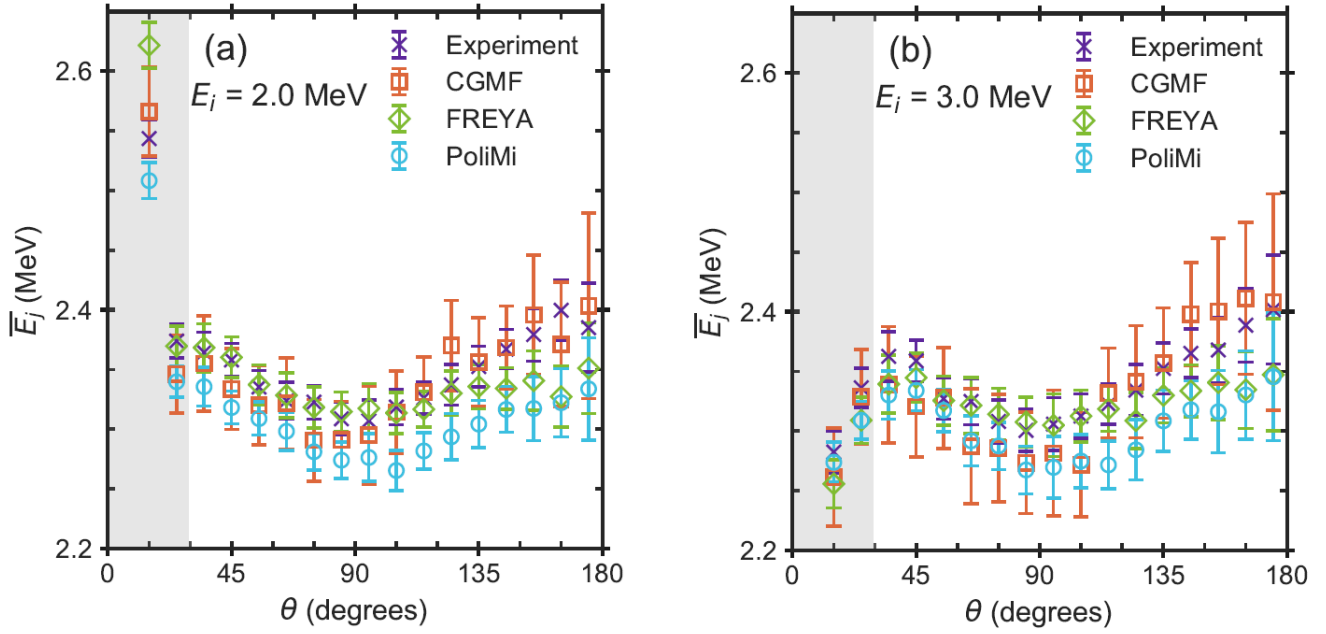 (a)
E_i = 2.0 MeV
Experiment
CGMF
FREYA
PoliMi
2.6
2.4
2.2
E̅_j (MeV)
0 45 90 135 180
θ (degrees)
(b)
E_i = 3.0 MeV
Experiment
CGMF
FREYA
PoliMi
2.6
2.4
2.2
E̅_j (MeV)
0 45 90 135 180
θ (degrees)